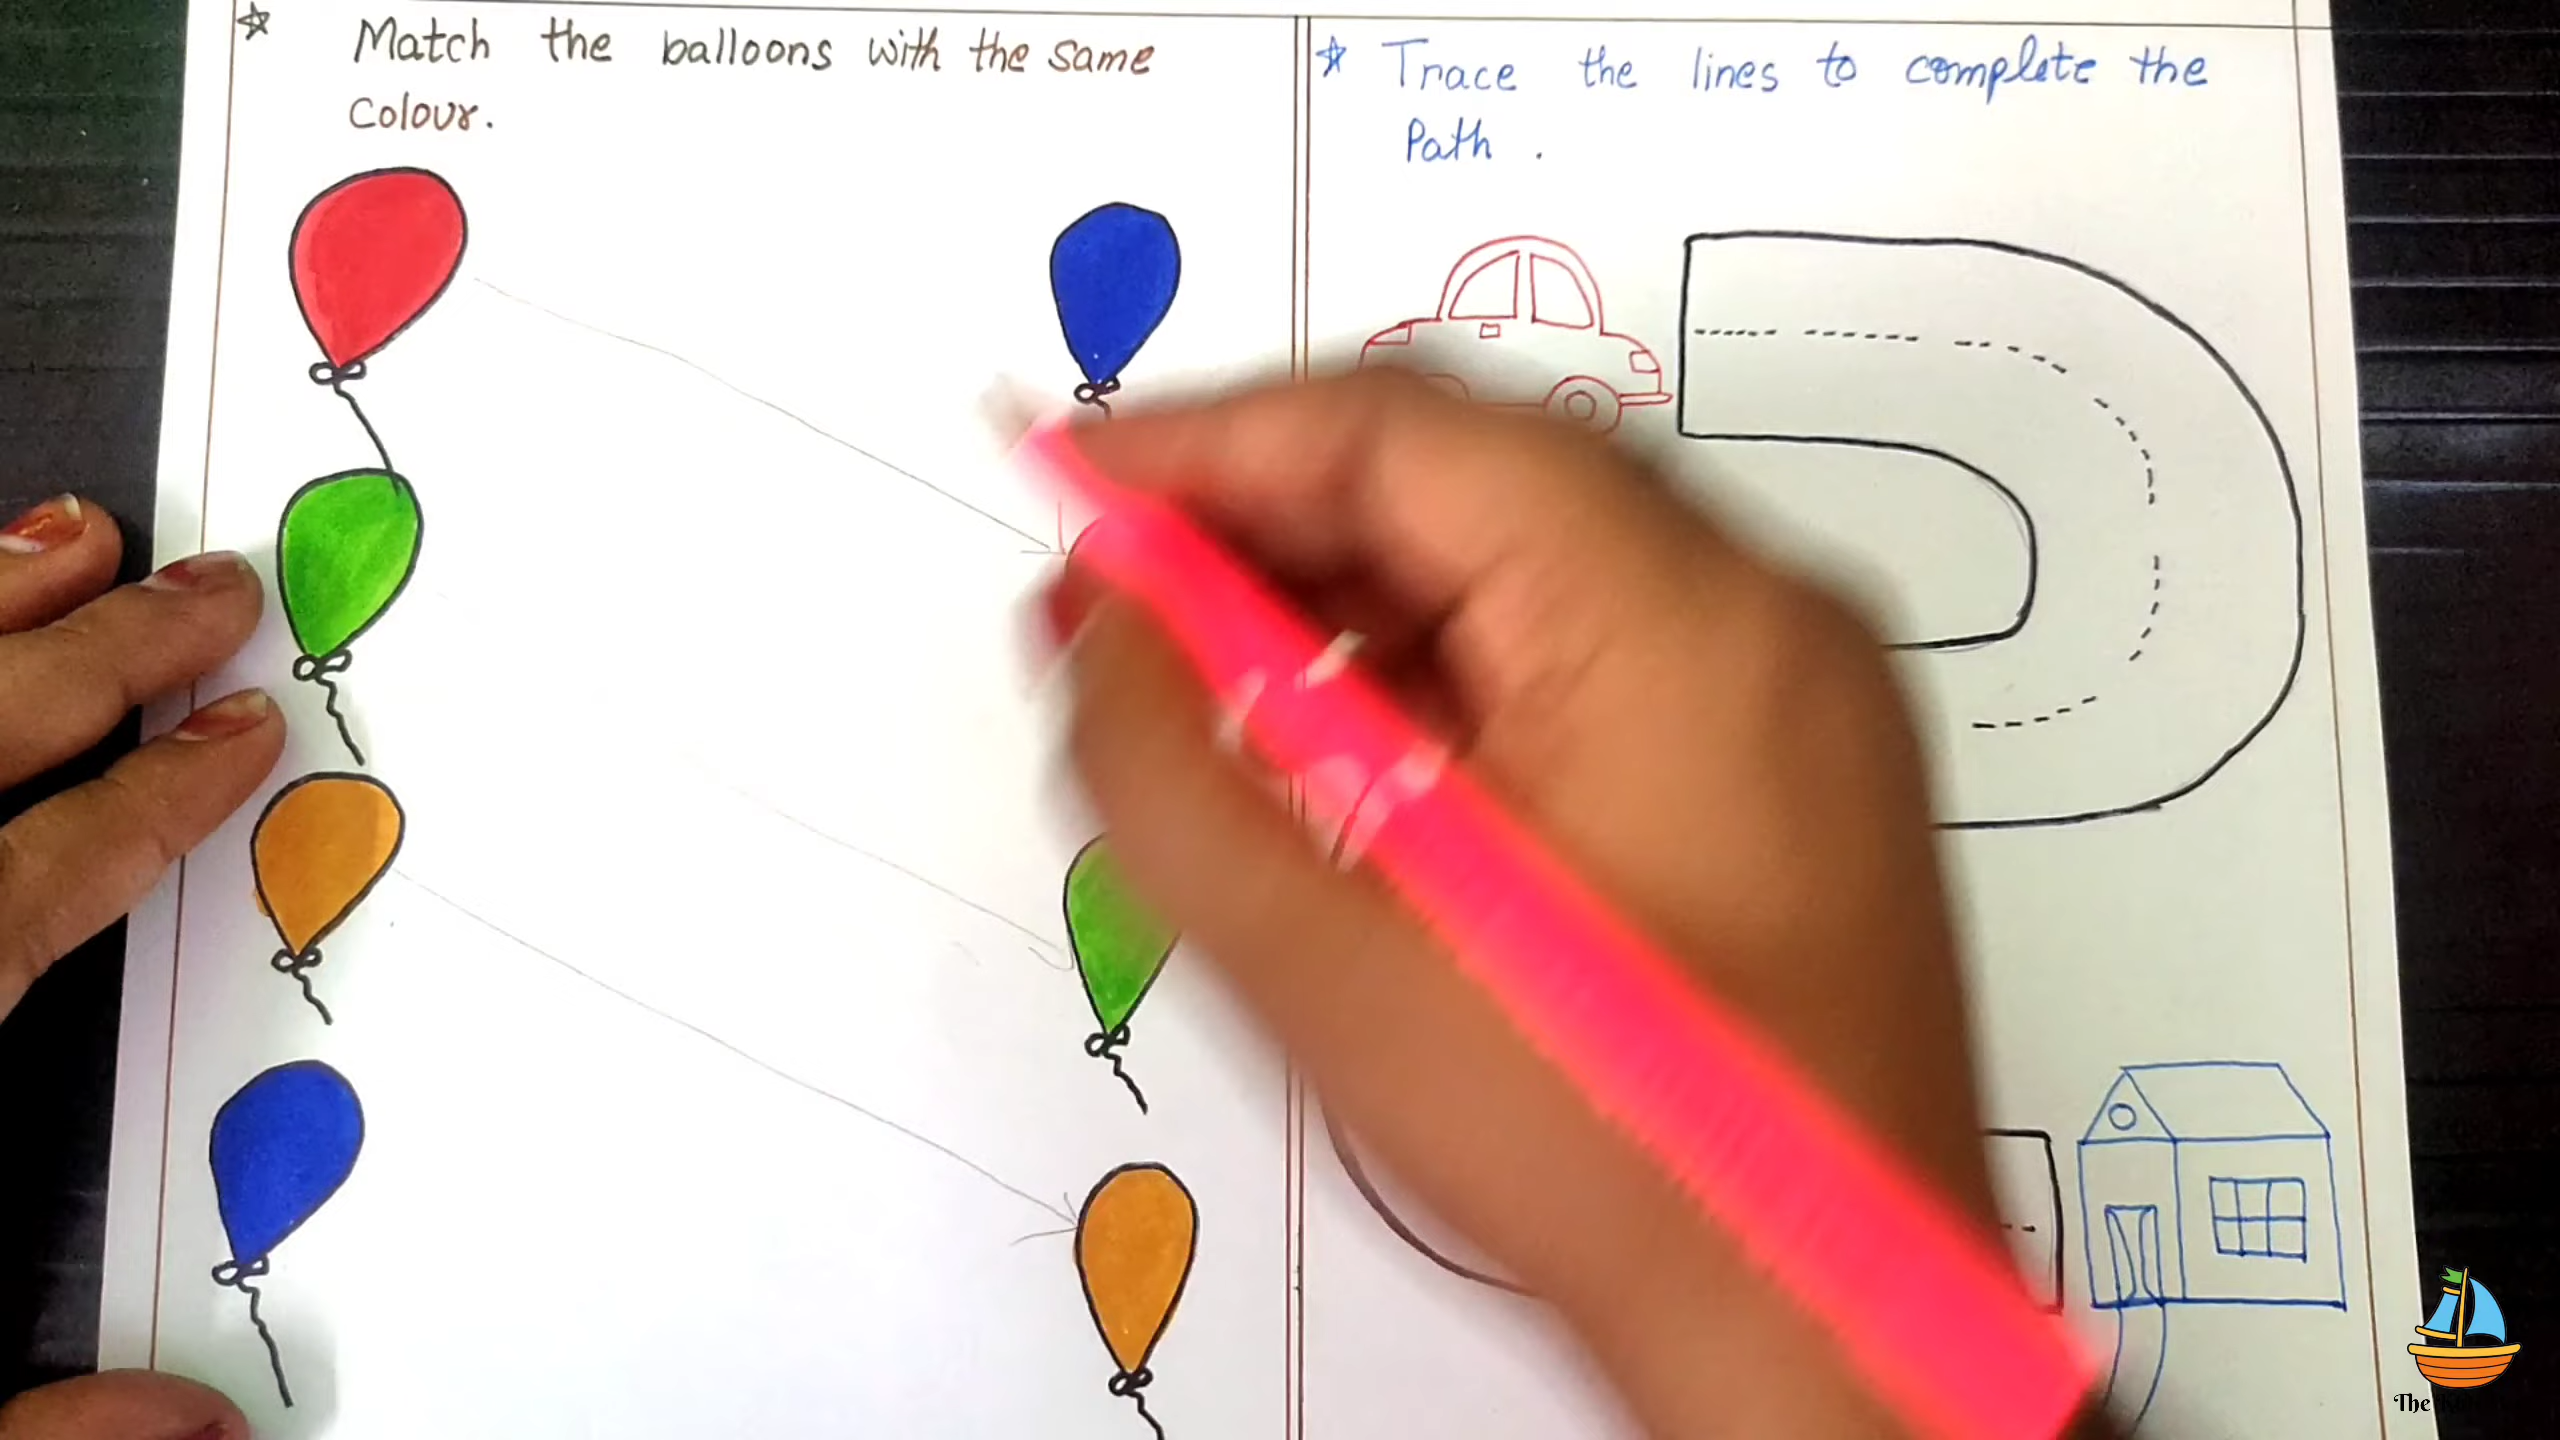 Match the balloons with the same
Colour.
Trace the lines to complete the
Path .
The